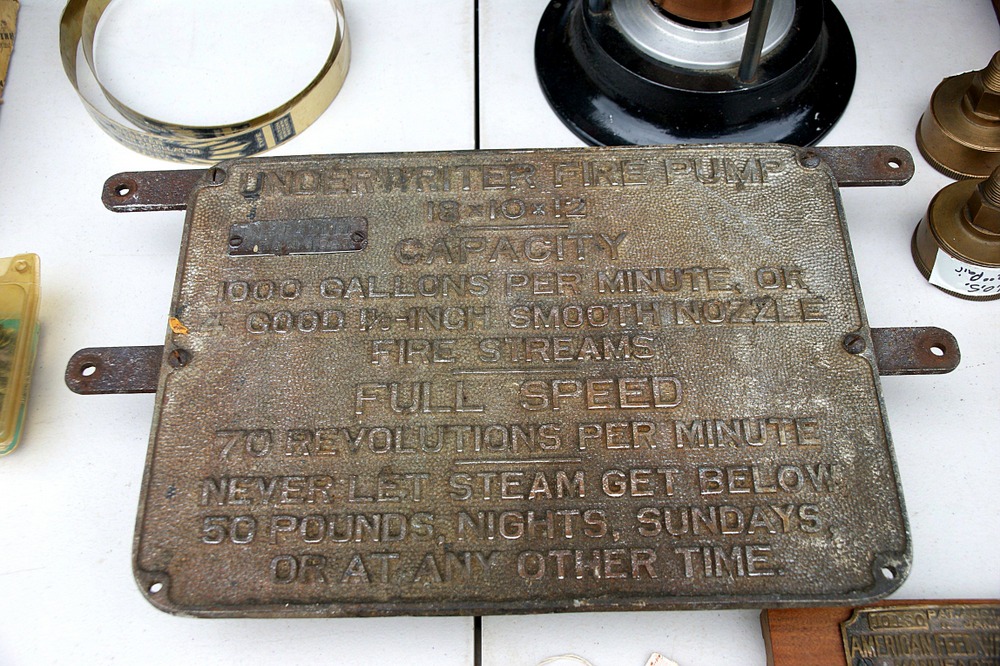 UNDERWRITER FIRE PUMP
18×10×12
CAPACITY
1000 GALLONS PER MINUTE, OR
4 GOOD 1⅛-INCH SMOOTH NOZZLE
FIRE STREAMS
FULL SPEED
70 REVOLUTIONS PER MINUTE
NEVER LET STEAM GET BELOW
50 POUNDS, NIGHTS, SUNDAYS,
OR AT ANY OTHER TIME.
AMERICAN FEED